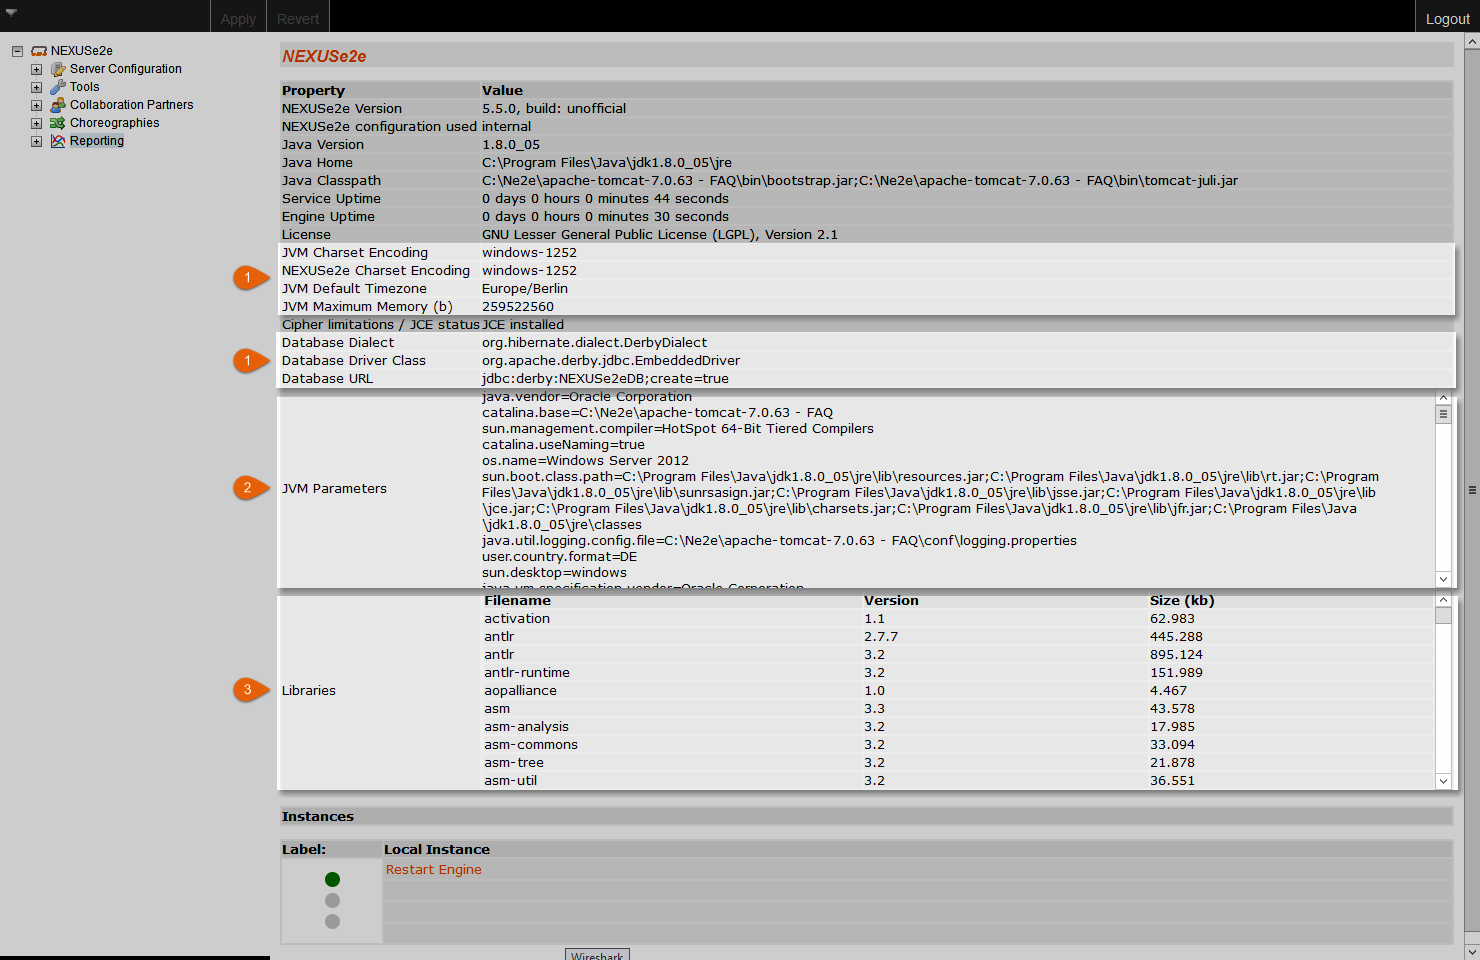 Apply Revert Logout
NEXUSe2e
Server Configuration
Tools
Collaboration Partners
Choreographies
Reporting
NEXUSe2e
Property Value
NEXUSe2e Version 5.5.0, build: unofficial
NEXUSe2e configuration used internal
Java Version 1.8.0_05
Java Home C:\Program Files\Java\jdk1.8.0_05\jre
Java Classpath C:\Ne2e\apache-tomcat-7.0.63 - FAQ\bin\bootstrap.jar;C:\Ne2e\apache-tomcat-7.0.63 - FAQ\bin\tomcat-juli.jar
Service Uptime 0 days 0 hours 0 minutes 44 seconds
Engine Uptime 0 days 0 hours 0 minutes 30 seconds
License GNU Lesser General Public License (LGPL), Version 2.1
JVM Charset Encoding windows-1252
1 NEXUSe2e Charset Encoding windows-1252
JVM Default Timezone Europe/Berlin
JVM Maximum Memory (b) 259522560
Cipher limitations / JCE status JCE installed
Database Dialect org.hibernate.dialect.DerbyDialect
1 Database Driver Class org.apache.derby.jdbc.EmbeddedDriver
Database URL jdbc:derby:NEXUSe2eDB;create=true
java.vendor=Oracle Corporation
catalina.base=C:\Ne2e\apache-tomcat-7.0.63 - FAQ
sun.management.compiler=HotSpot 64-Bit Tiered Compilers
catalina.useNaming=true
os.name=Windows Server 2012
sun.boot.class.path=C:\Program Files\Java\jdk1.8.0_05\jre\lib\resources.jar;C:\Program Files\Java\jdk1.8.0_05\jre\lib\rt.jar;C:\Program
2 JVM Parameters Files\Java\jdk1.8.0_05\jre\lib\sunrsasign.jar;C:\Program Files\Java\jdk1.8.0_05\jre\lib\jsse.jar;C:\Program Files\Java\jdk1.8.0_05\jre\lib
\jce.jar;C:\Program Files\Java\jdk1.8.0_05\jre\lib\charsets.jar;C:\Program Files\Java\jdk1.8.0_05\jre\lib\jfr.jar;C:\Program Files\Java
\jdk1.8.0_05\jre\classes
java.util.logging.config.file=C:\Ne2e\apache-tomcat-7.0.63 - FAQ\conf\logging.properties
user.country.format=DE
sun.desktop=windows
java.vm.specification.vendor=Oracle Corporation
Filename Version Size (kb)
activation 1.1 62.983
antlr 2.7.7 445.288
antlr 3.2 895.124
antlr-runtime 3.2 151.989
3 Libraries aopalliance 1.0 4.467
asm 3.3 43.578
asm-analysis 3.2 17.985
asm-commons 3.2 33.094
asm-tree 3.2 21.878
asm-util 3.2 36.551
Instances
Label: Local Instance
Restart Engine
Wireshark